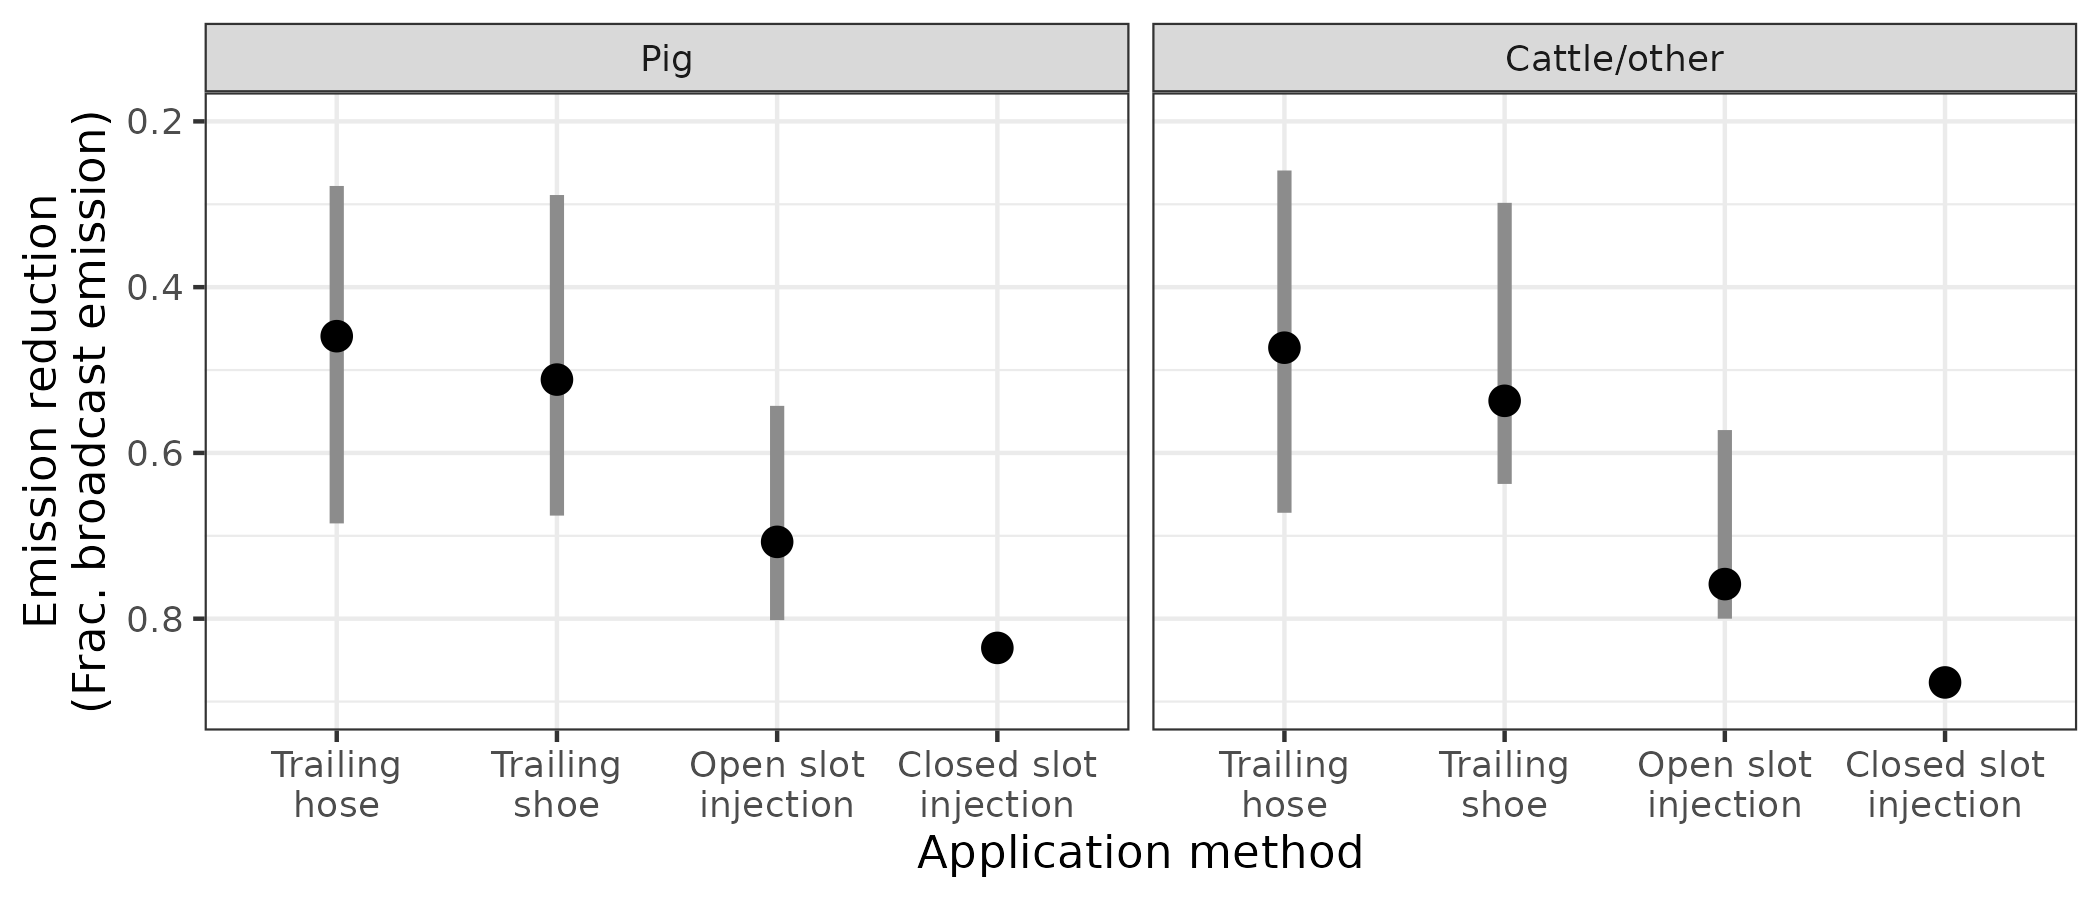 Pig
Cattle/other
Emission reduction
(Frac. broadcast emission)
0.2
0.4
0.6
0.8
Trailing
hose
Trailing
shoe
Open slot
injection
Closed slot
injection
Trailing
hose
Trailing
shoe
Open slot
injection
Closed slot
injection
Application method